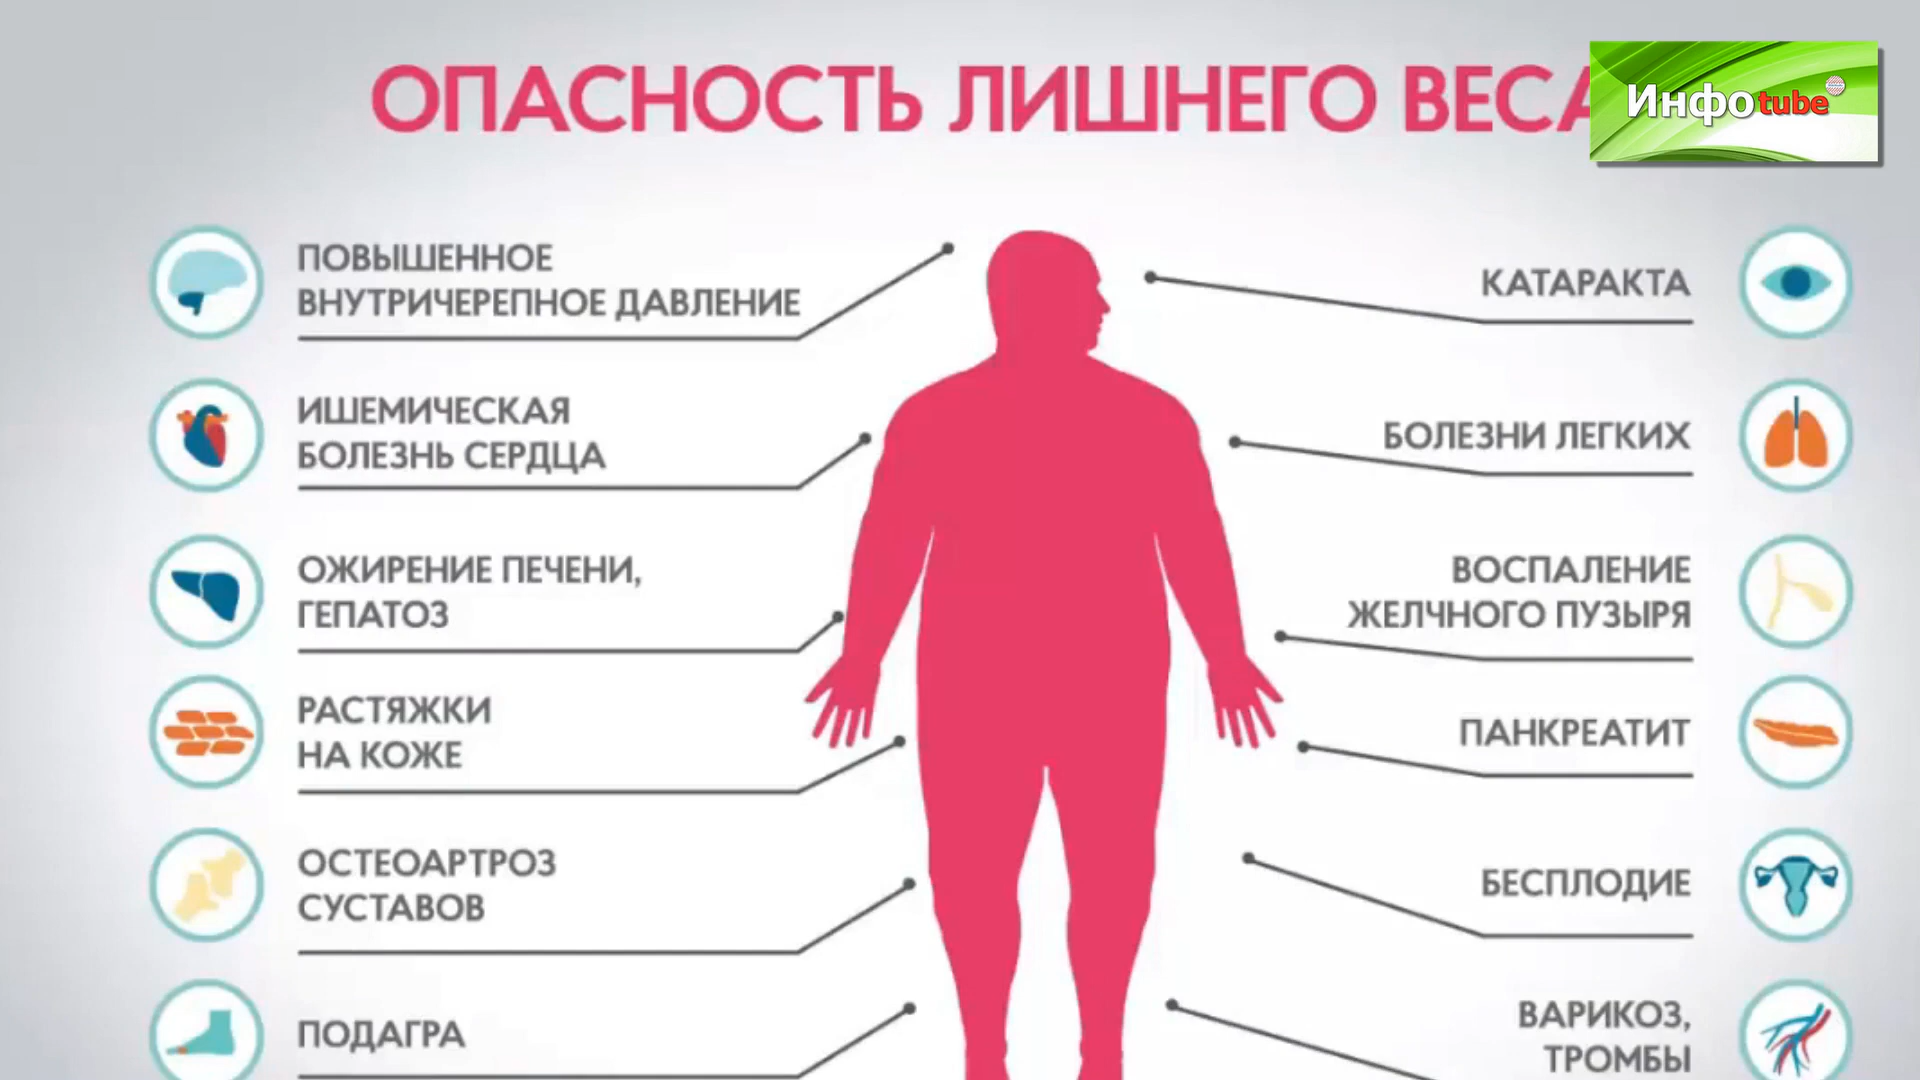 ОПАСНОСТЬ ЛИШНЕГО ВЕСА
Инфоtube
ПОВЫШЕННОЕ
ВНУТРИЧЕРЕПНОЕ ДАВЛЕНИЕ
ИШЕМИЧЕСКАЯ
БОЛЕЗНЬ СЕРДЦА
ОЖИРЕНИЕ ПЕЧЕНИ,
ГЕПАТОЗ
РАСТЯЖКИ
НА КОЖЕ
ОСТЕОАРТРОЗ
СУСТАВОВ
ПОДАГРА
КАТАРАКТА
БОЛЕЗНИ ЛЕГКИХ
ВОСПАЛЕНИЕ
ЖЕЛЧНОГО ПУЗЫРЯ
ПАНКРЕАТИТ
БЕСПЛОДИЕ
ВАРИКОЗ,
ТРОМБЫ